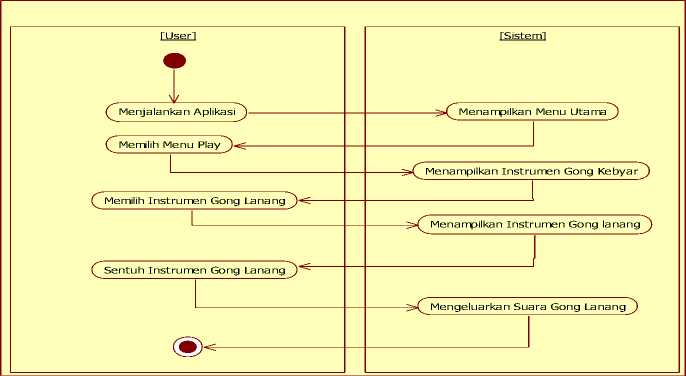 [User]
[Sistem]
Menjalankan Aplikasi
Menampilkan Menu Utama
Memilih Menu Play
Menampilkan Instrumen Gong Kebyar
Memilih Instrumen Gong Lanang
Menampilkan Instrumen Gong lanang
Sentuh Instrumen Gong Lanang
Mengeluarkan Suara Gong Lanang